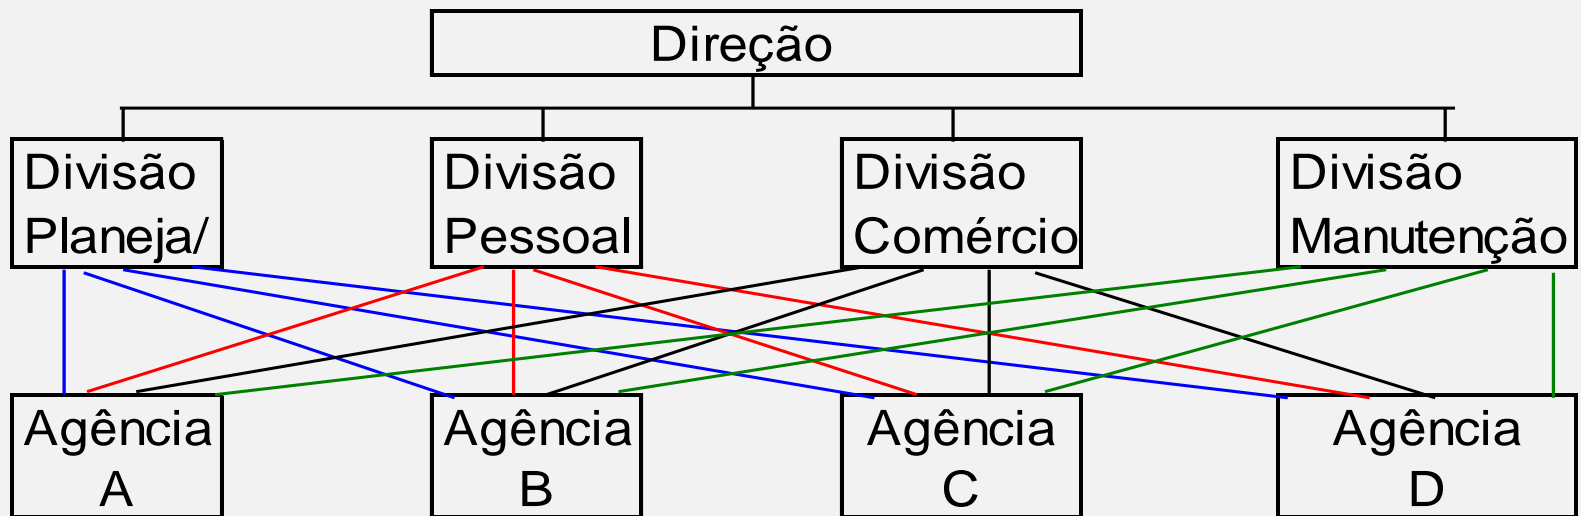 Direção
Divisão
Planeja/
Divisão
Pessoal
Divisão
Comércio
Divisão
Manutenção
Agência
A
Agência
B
Agência
C
Agência
D